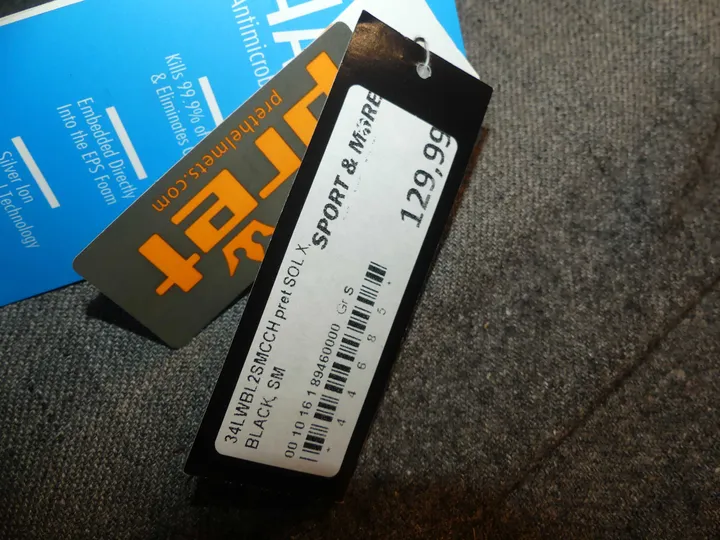 HA
Antimicrob
Kills 99.9% of
& Eliminates
Embedded Directly
Into the EPS Foam
Silver Ion
Technology
pret
prethelmets.com
SPORT & MORE
129,99
34LWBL2SMCCH pret SOL X,
BLACK, SM
00 10 16 1 89460000 Gr S
* 4 4 6 8 5 *